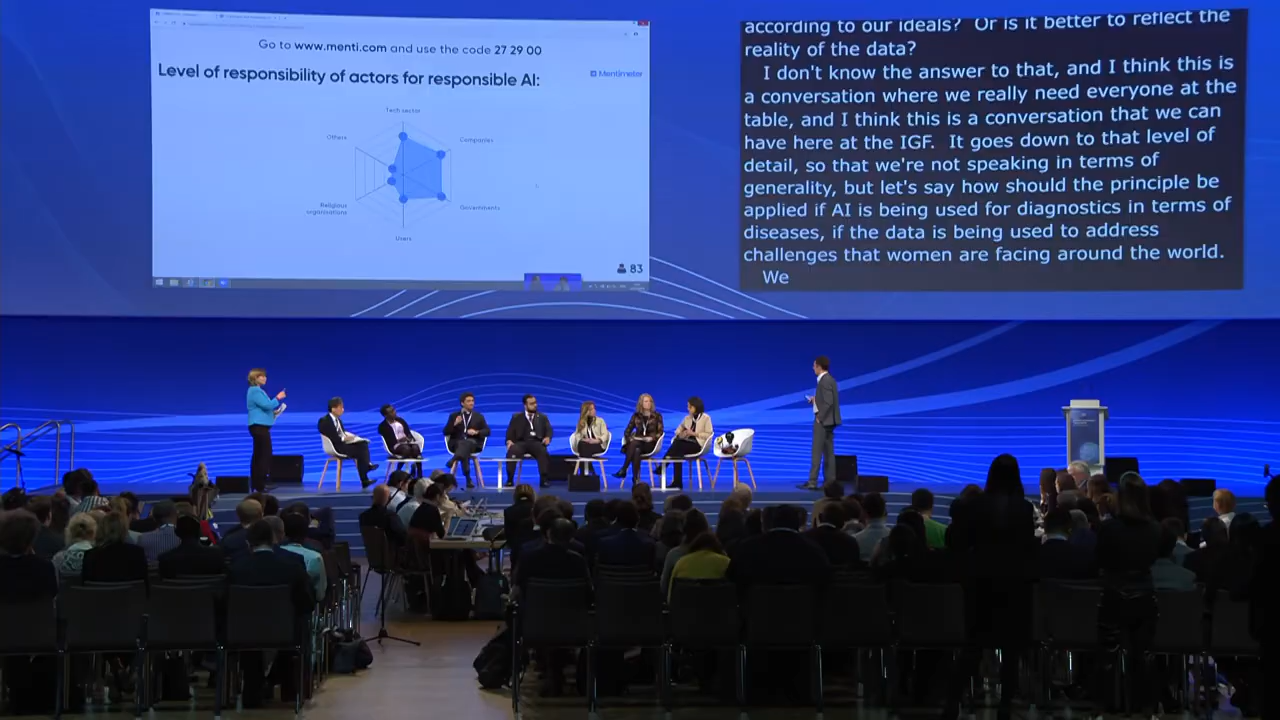 Go to www.menti.com and use the code 27 29 00
Level of responsibility of actors for responsible AI:
Mentimeter
Tech sector
Others
Companies
Religious
organisations
Governments
Users
83
according to our ideals? Or is it better to reflect the
reality of the data?
I don't know the answer to that, and I think this is
a conversation where we really need everyone at the
table, and I think this is a conversation that we can
have here at the IGF. It goes down to that level of
detail, so that we're not speaking in terms of
generality, but let's say how should the principle be
applied if AI is being used for diagnostics in terms of
diseases, if the data is being used to address
challenges that women are facing around the world.
We